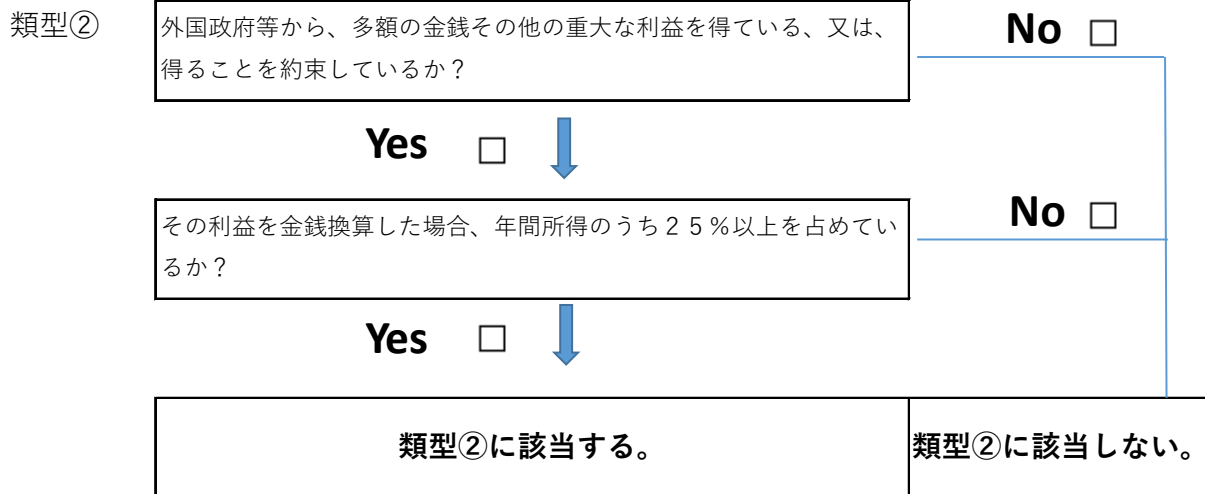 類型②
外国政府等から、多額の金銭その他の重大な利益を得ている、又は、
得ることを約束しているか？
No □
Yes □
その利益を金銭換算した場合、年間所得のうち２５％以上を占めてい
るか？
No □
Yes □
類型②に該当する。
類型②に該当しない。